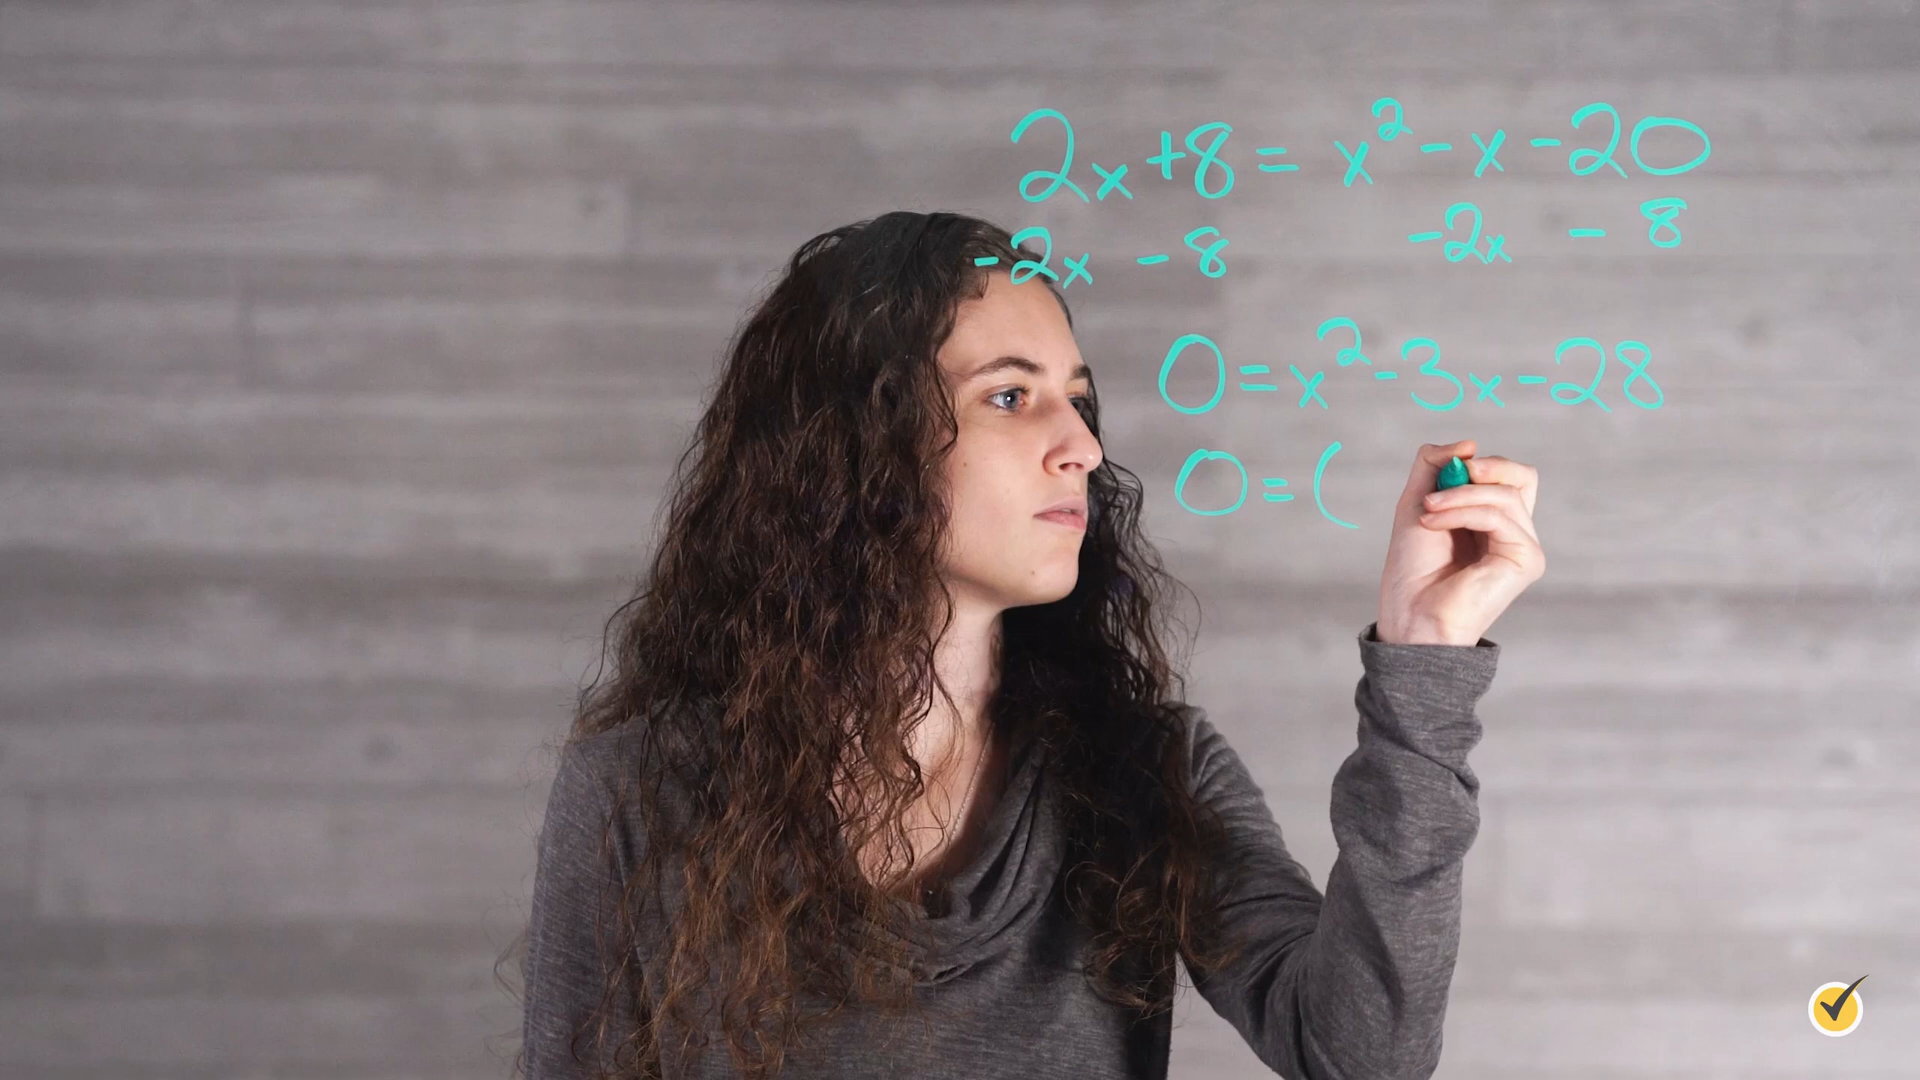 2x+8= x²-x-20
-2x -8 -2x -8
0=x²-3x-28
0=(